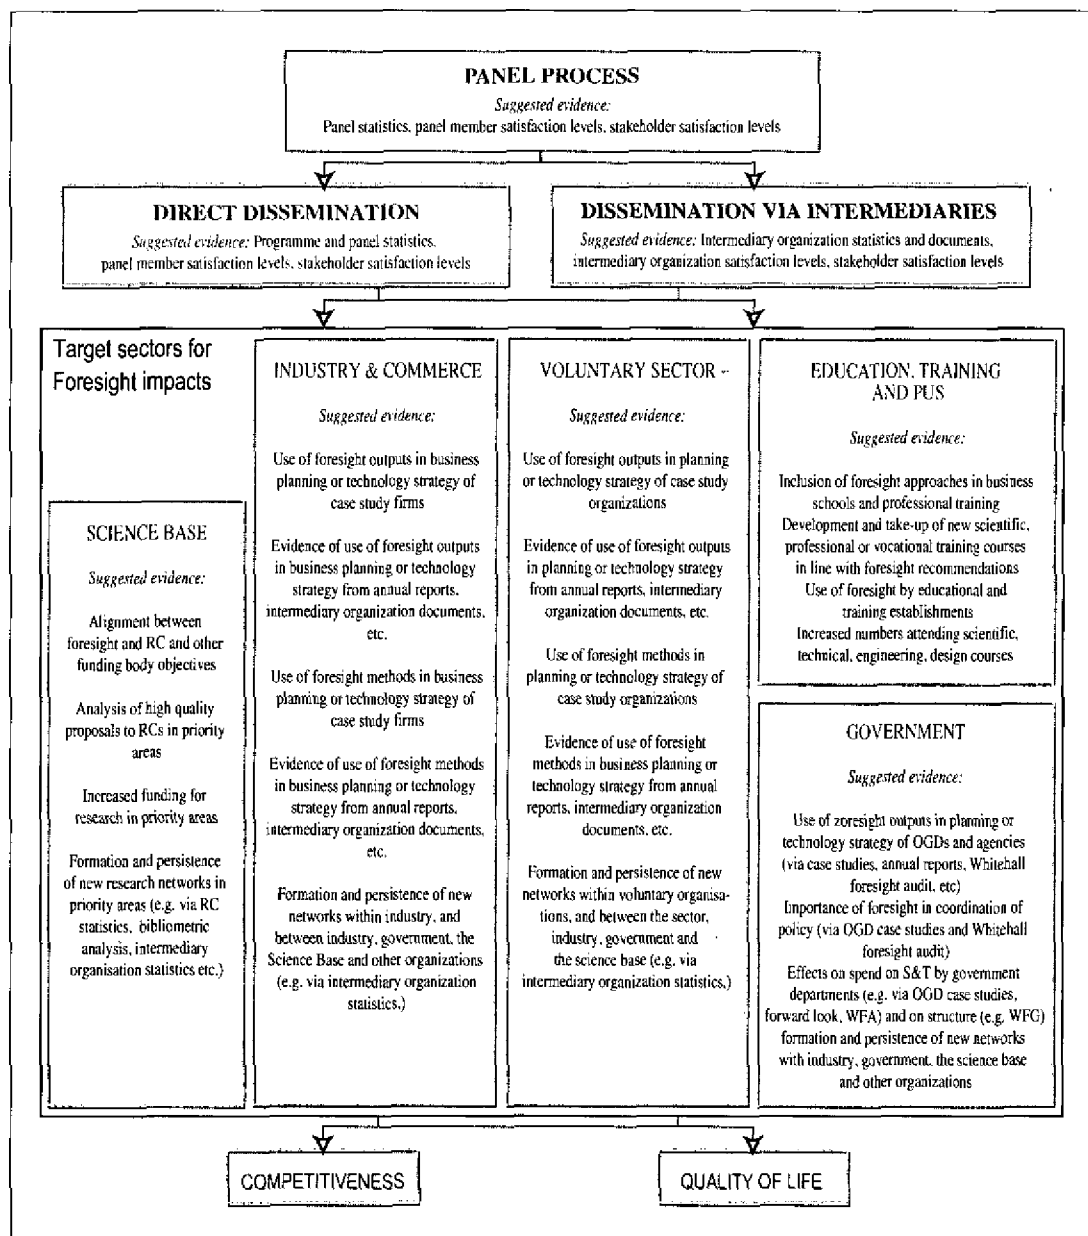 PANEL PROCESS
Suggested evidence:
Panel statistics, panel member satisfaction levels, stakeholder satisfaction levels
DIRECT DISSEMINATION
Suggested evidence: Programme and panel statistics,
panel member satisfaction levels, stakeholder satisfaction levels
DISSEMINATION VIA INTERMEDIARIES
Suggested evidence: Intermediary organization statistics and documents,
intermediary organization satisfaction levels, stakeholder satisfaction levels
Target sectors for
Foresight impacts
SCIENCE BASE
Suggested evidence:
Alignment between
foresight and RC and other
funding body objectives
Analysis of high quality
proposals to RCs in priority
areas
Increased funding for
research in priority areas
Formation and persistence
of new research networks in
priority areas (e.g. via RC
statistics, bibliometric
analysis, intermediary
organisation statistics etc.)
INDUSTRY & COMMERCE
Suggested evidence:
Use of foresight outputs in business
planning or technology strategy of
case study firms
Evidence of use of foresight outputs
in business planning or technology
strategy from annual reports,
intermediary organization documents,
etc.
Use of foresight methods in business
planning or technology strategy of
case study firms
Evidence of use of foresight methods
in business planning or technology
strategy from annual reports,
intermediary organization documents,
etc.
Formation and persistence of new
networks within industry, and
between industry, government, the
Science Base and other organizations
(e.g. via intermediary organization
statistics,)
VOLUNTARY SECTOR -
Suggested evidence:
Use of foresight outputs in planning
or technology strategy of case study
organizations
Evidence of use of foresight outputs
in planning or technology strategy
from annual reports, intermediary
organization documents, etc.
Use of foresight methods in
planning or technology strategy of
case study organizations
Evidence of use of foresight
methods in business planning or
technology strategy from annual
reports, intermediary organization
documents, etc.
Formation and persistence of new
networks within voluntary organisa-
tions, and between the sector,
industry, government and
the science base (e.g. via
intermediary organization statistics,)
EDUCATION, TRAINING
AND PUS
Suggested evidence:
Inclusion of foresight approaches in business
schools and professional training
Development and take-up of new scientific,
professional or vocational training courses
in line with foresight recommendations
Use of foresight by educational and
training establishments
Increased numbers attending scientific,
technical, engineering, design courses
GOVERNMENT
Suggested evidence:
Use of zoresight outputs in planning or
technology strategy of OGDs and agencies
(via case studies, annual reports, Whitehall
foresight audit, etc)
Importance of foresight in coordination of
policy (via OGD case studies and Whitehall
foresight audit)
Effects on spend on S&T by government
departments (e.g. via OGD case studies,
forward look, WFA) and on structure (e.g. WFG)
formation and persistence of new networks
with industry, government, the science base
and other organizations
COMPETITIVENESS
QUALITY OF LIFE